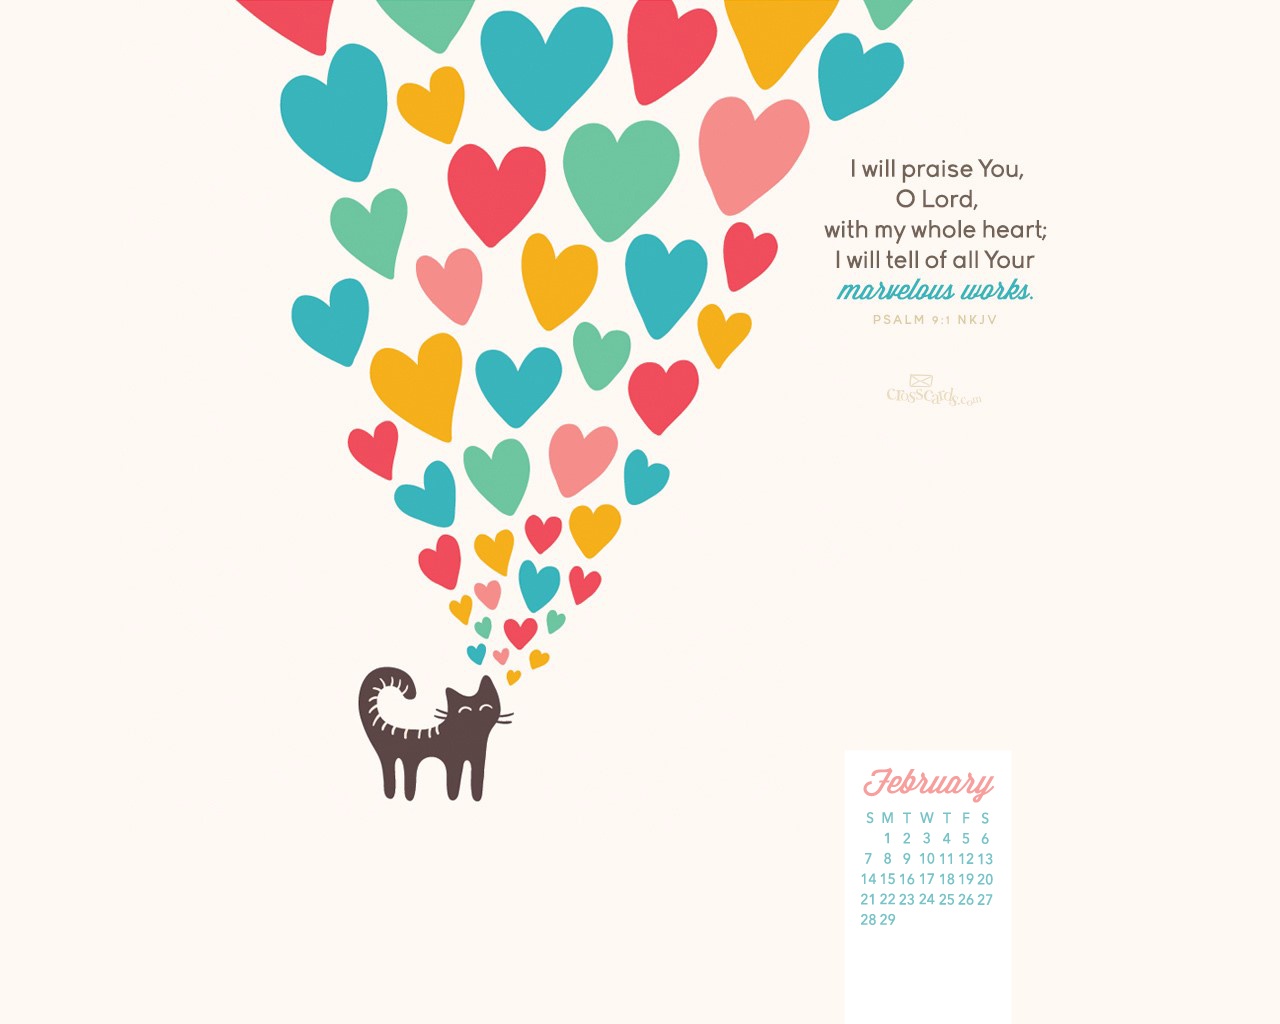 I will praise You,
O Lord,
with my whole heart;
I will tell of all Your
marvelous works.
PSALM 9:1 NKJV
crosscards.com
February
S M T W T F S
1 2 3 4 5 6
7 8 9 10 11 12 13
14 15 16 17 18 19 20
21 22 23 24 25 26 27
28 29